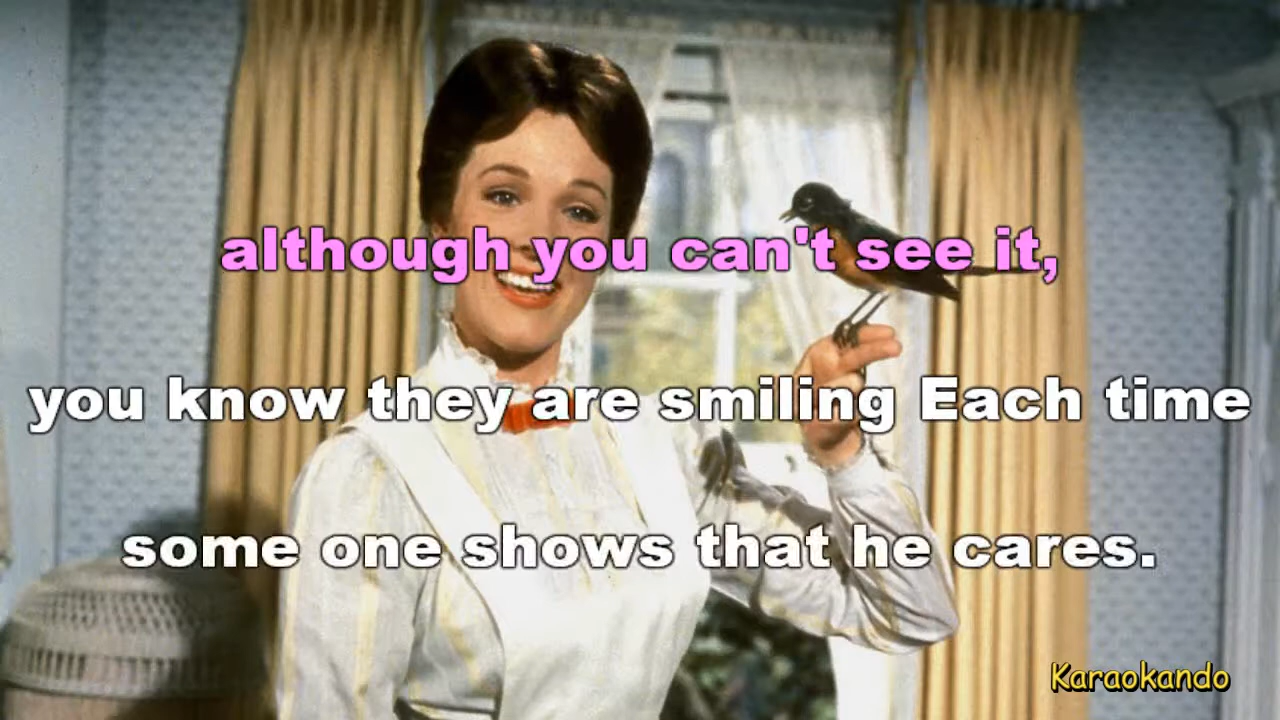 although you can't see it,
you know they are smiling Each time
some one shows that he cares.
Karaokando